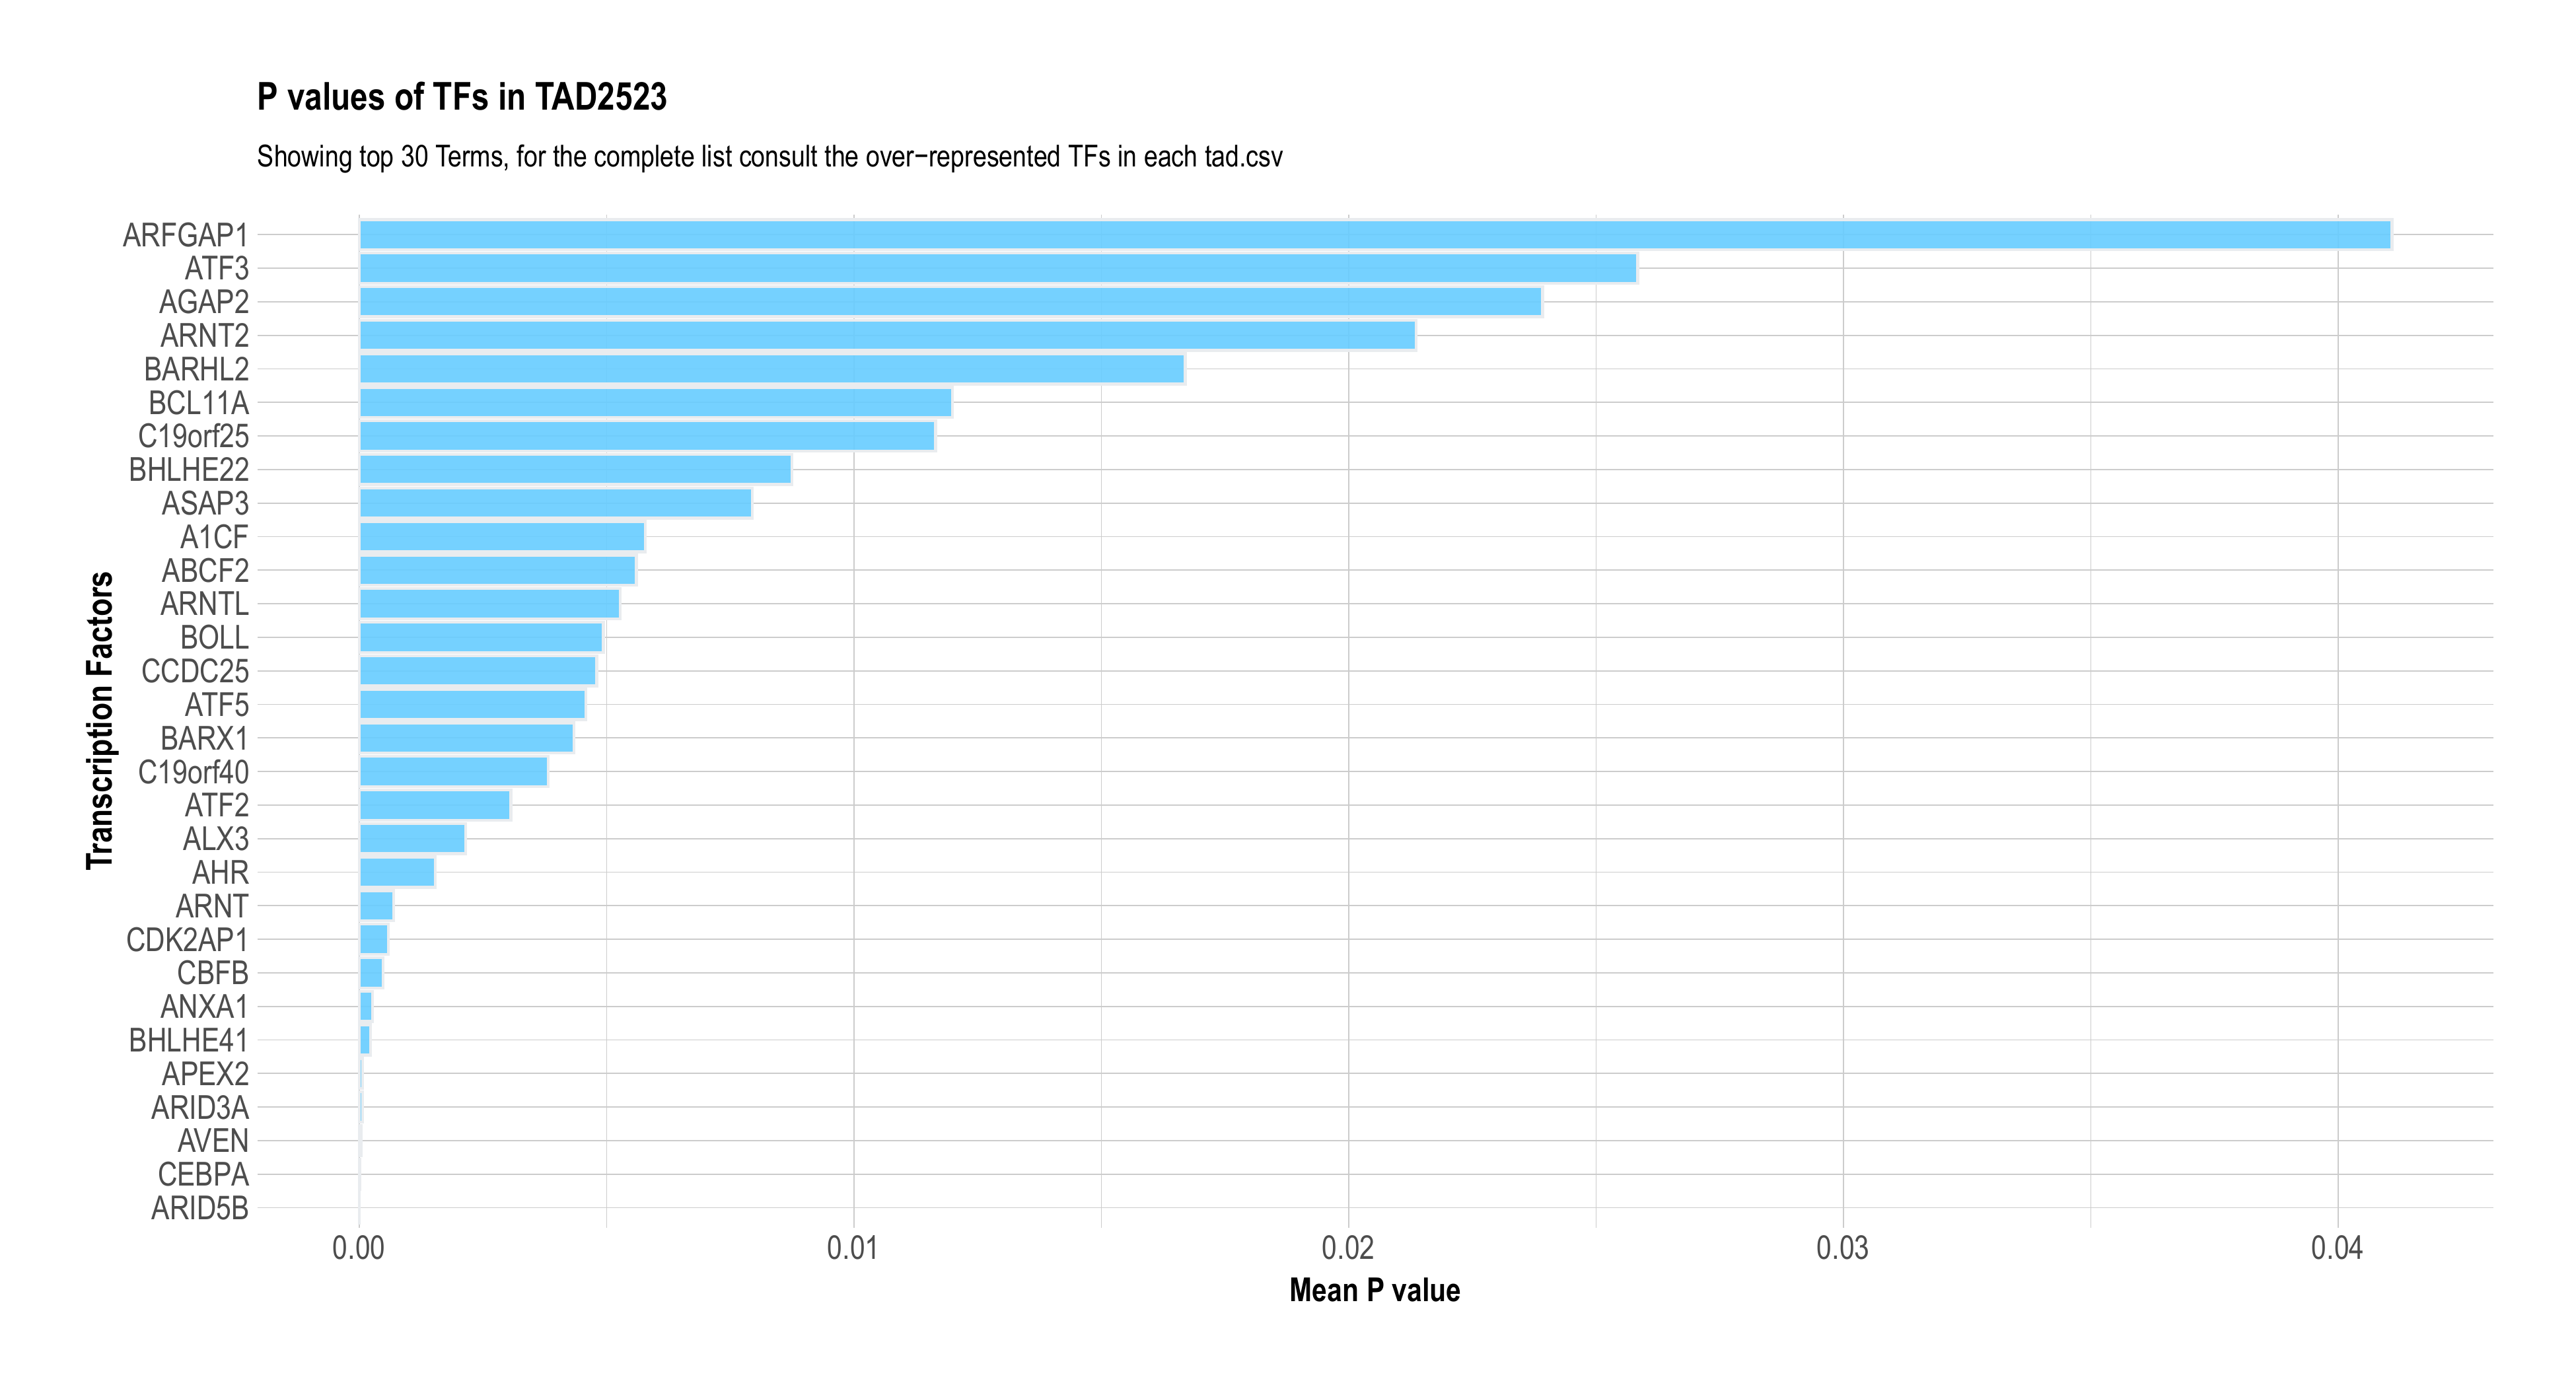 P values of TFs in TAD2523
Showing top 30 Terms, for the complete list consult the over−represented TFs in each tad.csv
Transcription Factors
ARFGAP1
ATF3
AGAP2
ARNT2
BARHL2
BCL11A
C19orf25
BHLHE22
ASAP3
A1CF
ABCF2
ARNTL
BOLL
CCDC25
ATF5
BARX1
C19orf40
ATF2
ALX3
AHR
ARNT
CDK2AP1
CBFB
ANXA1
BHLHE41
APEX2
ARID3A
AVEN
CEBPA
ARID5B
0.00 0.01 0.02 0.03 0.04
Mean P value